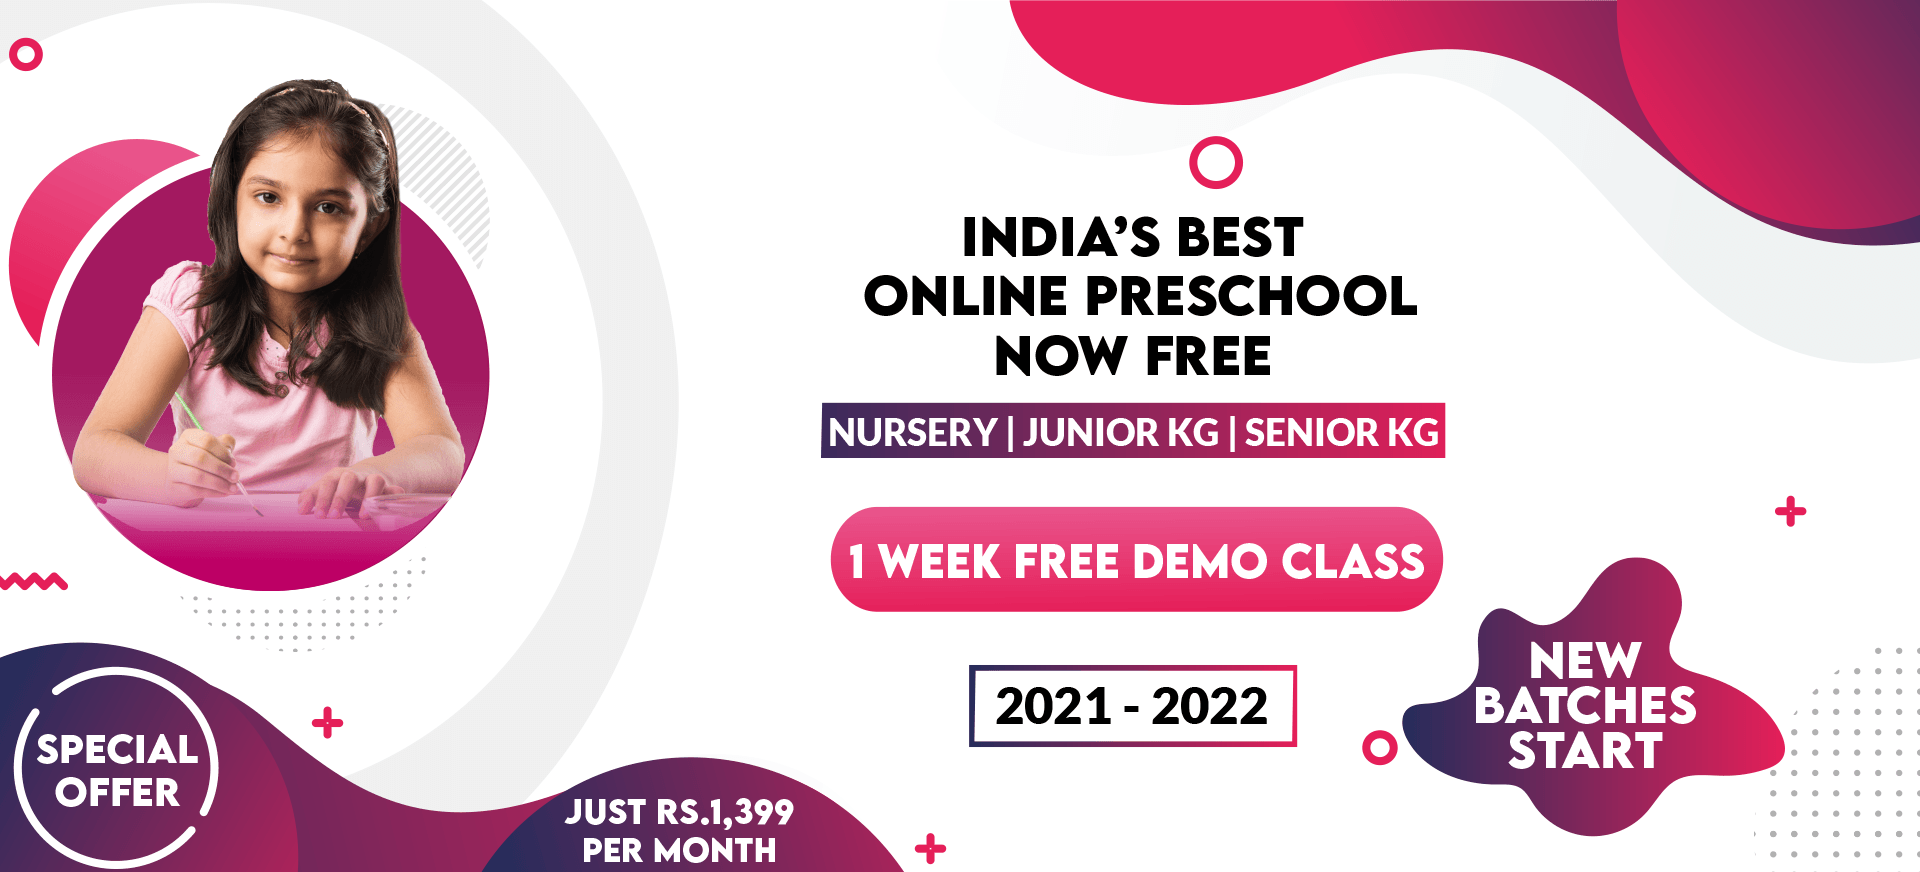 INDIA'S BEST
ONLINE PRESCHOOL
NOW FREE
NURSERY | JUNIOR KG | SENIOR KG
1 WEEK FREE DEMO CLASS
2021 - 2022
NEW
BATCHES
START
SPECIAL
OFFER
JUST RS.1,399
PER MONTH